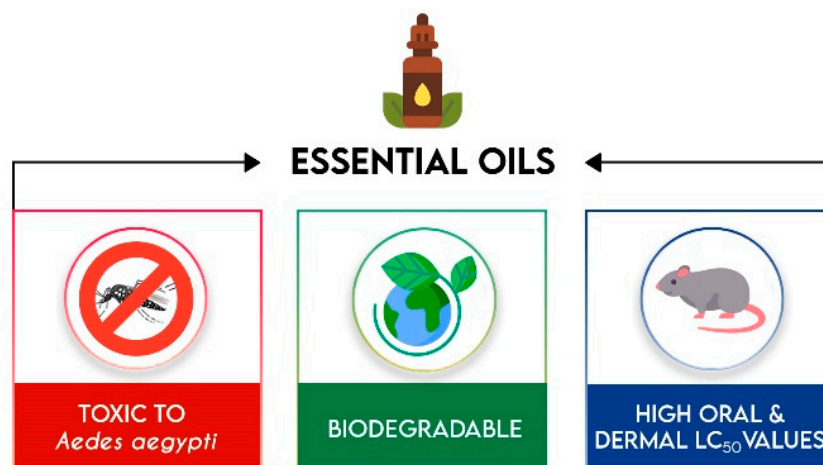 ESSENTIAL OILS
TOXIC TO
Aedes aegypti
BIODEGRADABLE
HIGH ORAL &
DERMAL LC₅₀ VALUES